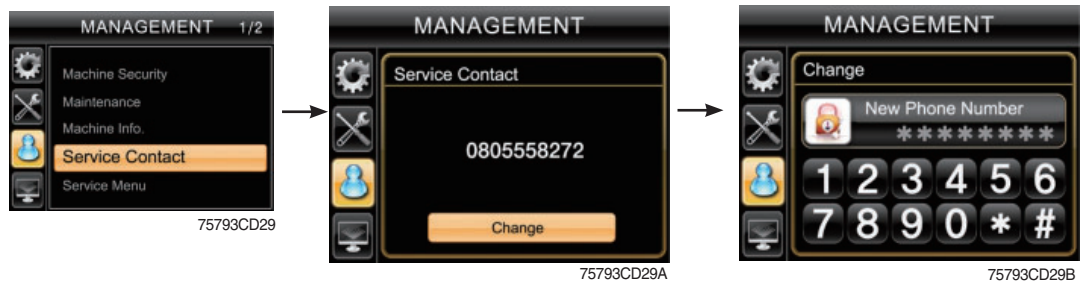 MANAGEMENT 1/2
Machine Security
Maintenance
Machine Info.
Service Contact
Service Menu
75793CD29
MANAGEMENT
Service Contact
0805558272
Change
75793CD29A
MANAGEMENT
Change
New Phone Number
********
1 2 3 4 5 6
7 8 9 0 * #
75793CD29B